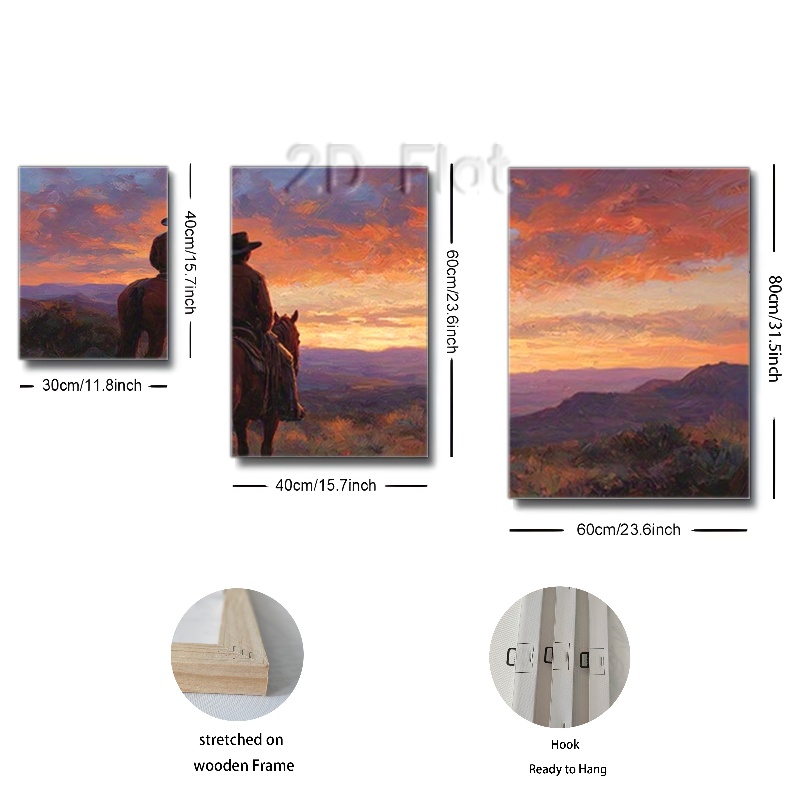 2D Flat
40cm/15.7inch
60cm/23.6inch
80cm/31.5inch
30cm/11.8inch
40cm/15.7inch
60cm/23.6inch
stretched on
wooden Frame
Hook
Ready to Hang